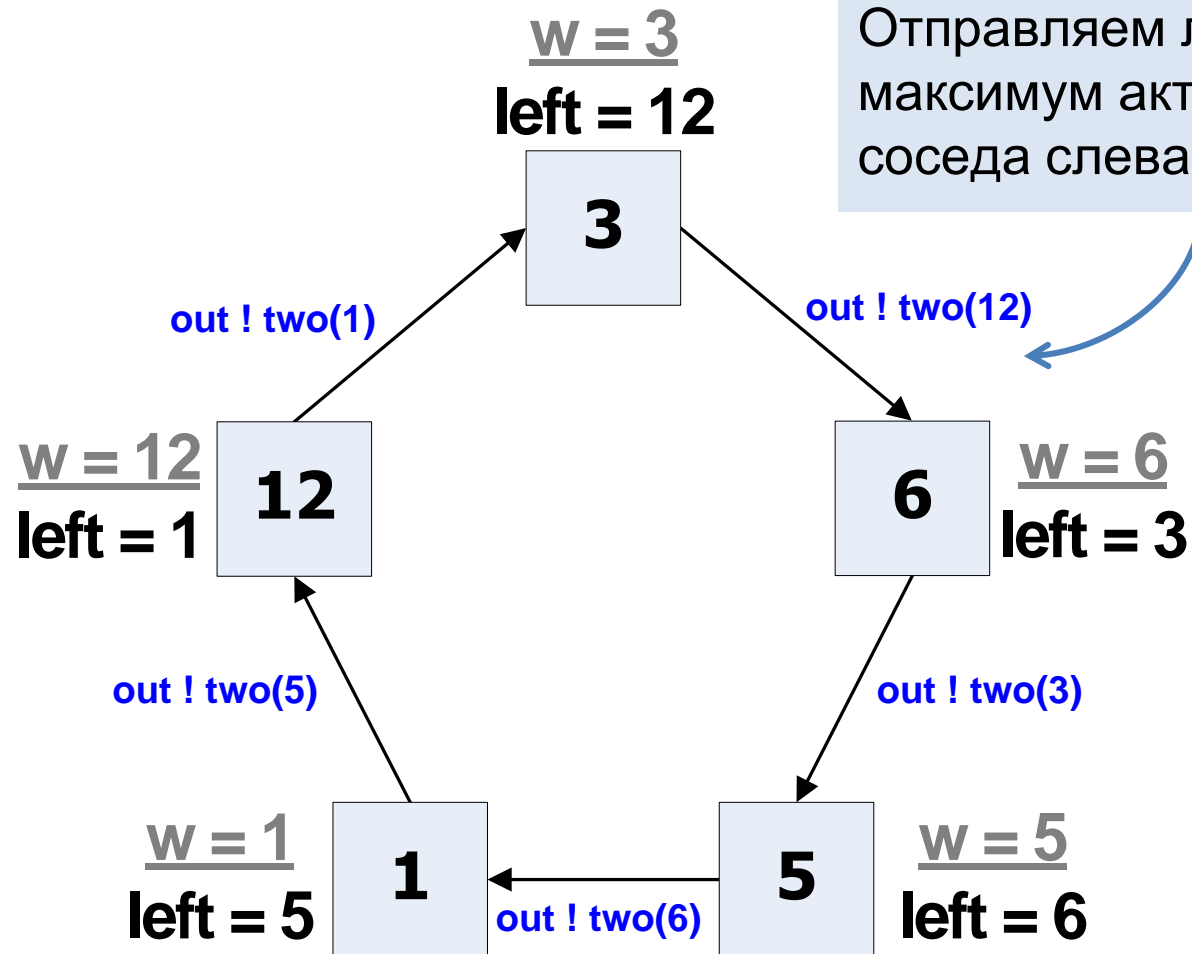 w = 3
left = 12
Отправляем
максимум
соседа слева
3
out ! two(1)
out ! two(12)
w = 12
left = 1
12
6
w = 6
left = 3
out ! two(5)
out ! two(3)
w = 1
left = 5
1
out ! two(6)
5
w = 5
left = 6